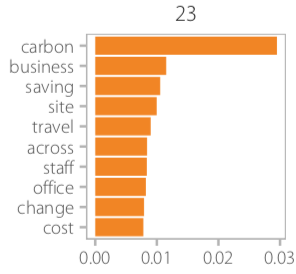 23
carbon
business
saving
site
travel
across
staff
office
change
cost
0.00 0.01 0.02 0.03